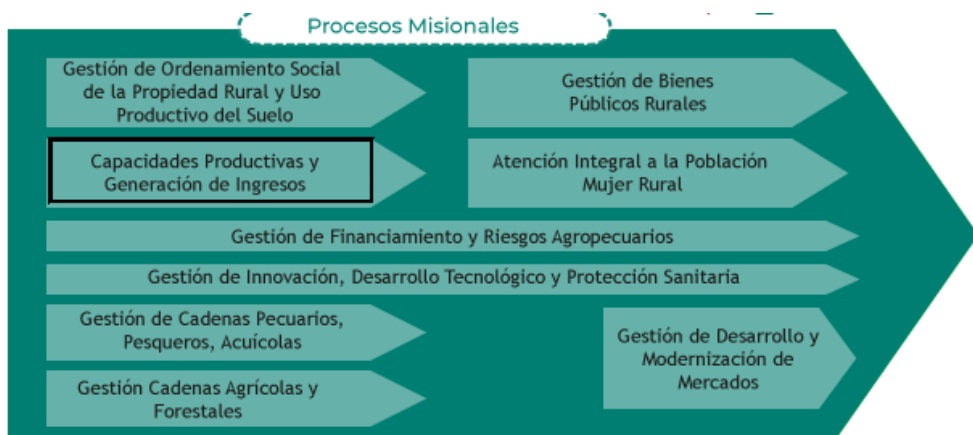 Procesos Misionales
Gestión de Ordenamiento Social
de la Propiedad Rural y Uso
Productivo del Suelo
Gestión de Bienes
Públicos Rurales
Capacidades Productivas y
Generación de Ingresos
Atención Integral a la Población
Mujer Rural
Gestión de Financiamiento y Riesgos Agropecuarios
Gestión de Innovación, Desarrollo Tecnológico y Protección Sanitaria
Gestión de Cadenas Pecuarios,
Pesqueros, Acuícolas
Gestión de Desarrollo y
Modernización de
Mercados
Gestión Cadenas Agrícolas y
Forestales